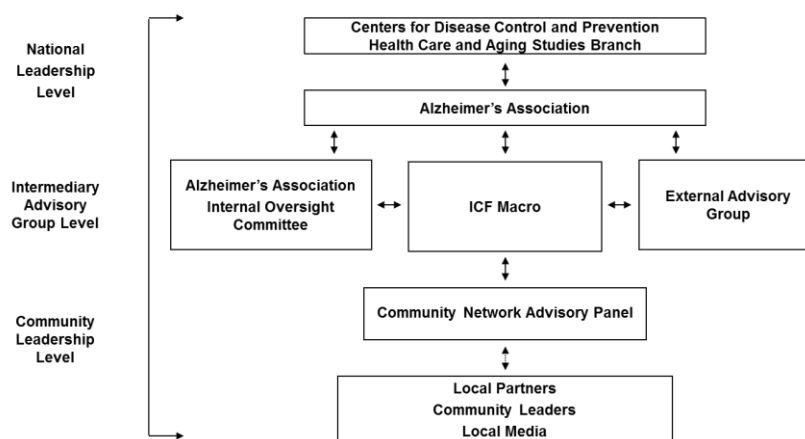 Centers for Disease Control and Prevention
Health Care and Aging Studies Branch
National
Leadership
Level
Alzheimer's Association
Intermediary
Advisory
Group Level
Alzheimer's Association
Internal Oversight
Committee
ICF Macro
External Advisory
Group
Community Network Advisory Panel
Community
Leadership
Level
Local Partners
Community Leaders
Local Media